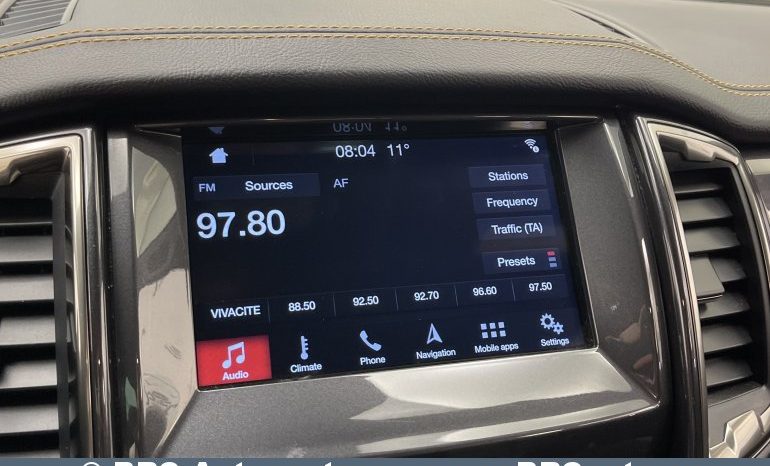 08:04 11°
FM Sources AF
97.80
Stations
Frequency
Traffic (TA)
Presets
VIVACITE 88.50 92.50 92.70 96.60 97.50
Audio Climate Phone Navigation Mobile apps Settings